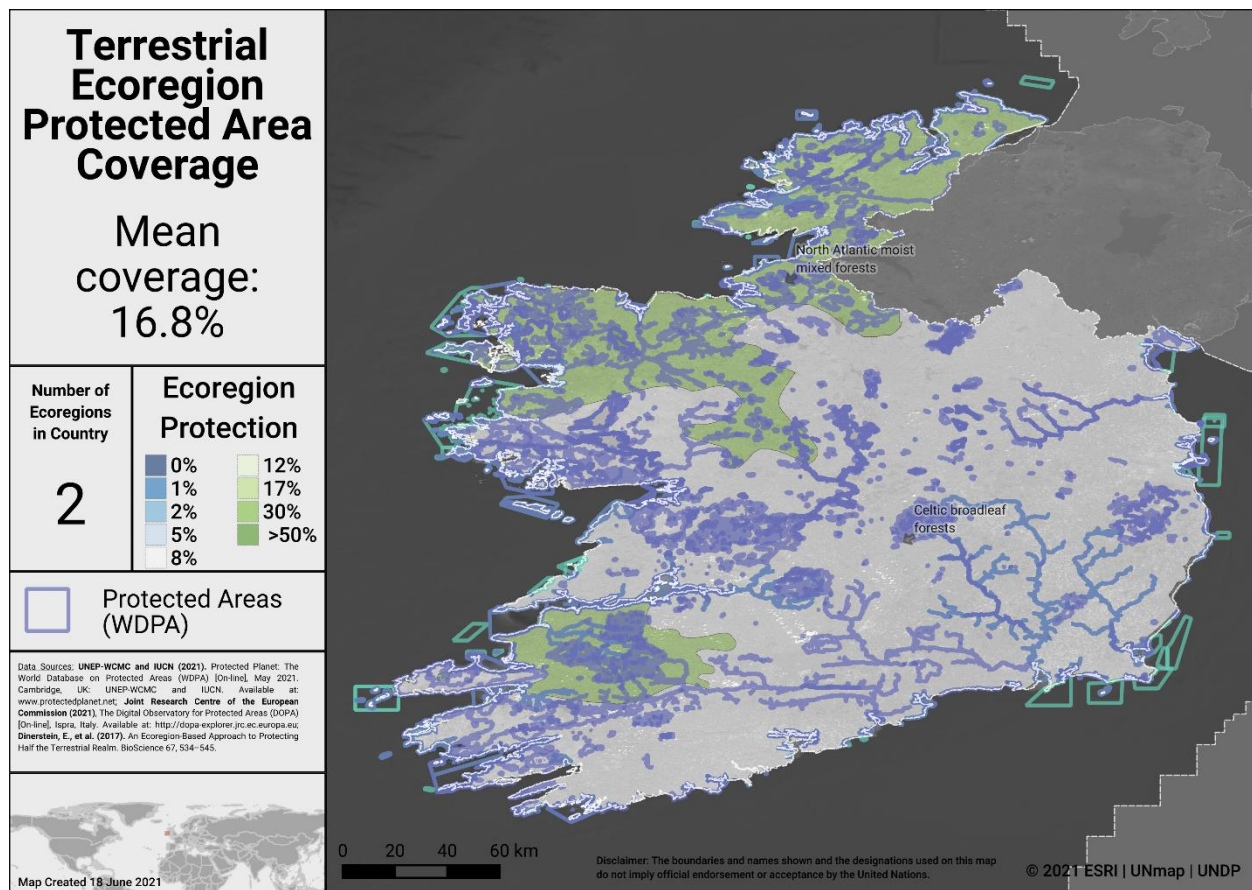 Terrestrial
Ecoregion
Protected Area
Coverage
Mean
coverage:
16.8%
Number of
Ecoregions
in Country
2
Ecoregion
Protection
0%
1%
2%
5%
8%
12%
17%
30%
>50%
Protected Areas
(WDPA)
Data Sources: UNEP-WCMC and IUCN (2021). Protected Planet: The
World Database on Protected Areas (WDPA) [On-line], May 2021.
Cambridge, UK: UNEP-WCMC and IUCN. Available at:
www.protectedplanet.net; Joint Research Centre of the European
Commission (2021), The Digital Observatory for Protected Areas (DOPA)
[On-line], Ispra, Italy. Available at: http://dopa-explorer.jrc.ec.europa.eu;
Dinerstein, E., et al. (2017). An Ecoregion-Based Approach to Protecting
Half the Terrestrial Realm. BioScience 67, 534–545.
Map Created 18 June 2021
North Atlantic moist
mixed forests
Celtic broadleaf
forests
0 20 40 60 km
Disclaimer: The boundaries and names shown and the designations used on this map
do not imply official endorsement or acceptance by the United Nations.
© 2021 ESRI | UNmap | UNDP